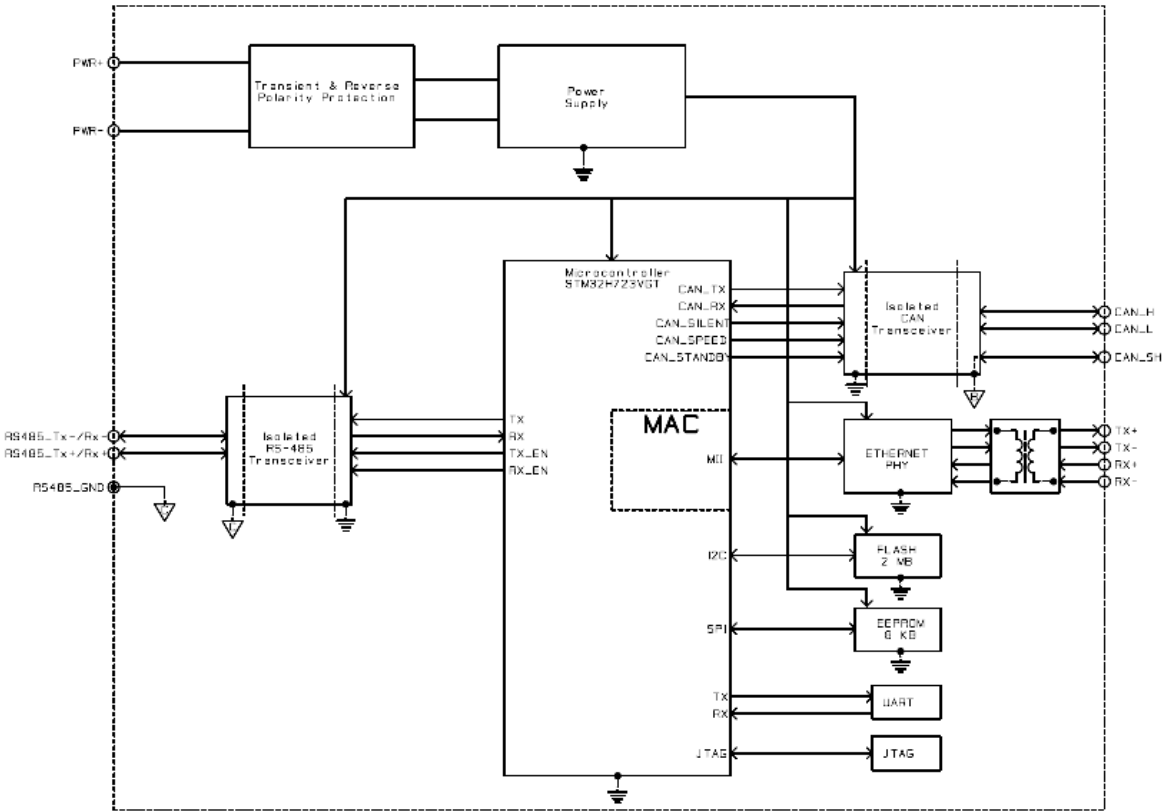 PWR+
PWR-
Transient & Reverse
Polarity Protection
Power
Supply
Microcontroller
STM32H723VGT
CAN_TX
CAN_RX
CAN_SILENT
CAN_SPEED
CAN_STANDBY
Isolated
CAN
Transceiver
CAN_H
CAN_L
CAN_SH
RS485_Tx-/Rx-
RS485_Tx+/Rx+
RS485_GND
Isolated
RS-485
Transceiver
TX
RX
TX_EN
RX_EN
MAC
MII
ETHERNET
PHY
TX+
TX-
RX+
RX-
I2C
FLASH
2 MB
SPI
EEPROM
8 KB
TX
RX
UART
JTAG
JTAG